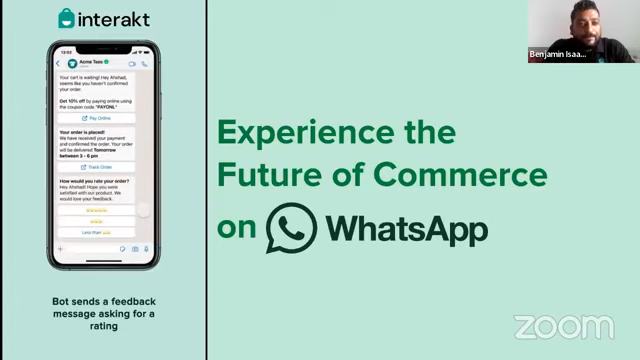 interakt
Benjamin Isaa...
12:02
Acme Tees
Your cart is waiting! Hey Ahshad,
seems like you haven't confirmed
your order.
Get 10% off by paying online using
the coupon code "PAYONL"
Pay Online
Your order is placed!
We have received your payment
and confirmed the order. Your order
will be delivered Tomorrow
between 3 - 6 pm
Track Order
How would you rate your order?
Hey Ahshad! Hope you were
satisfied with our product. We
would love your feedback.
Less than
Experience the
Future of Commerce
on WhatsApp
Bot sends a feedback
message asking for a
rating
zoom